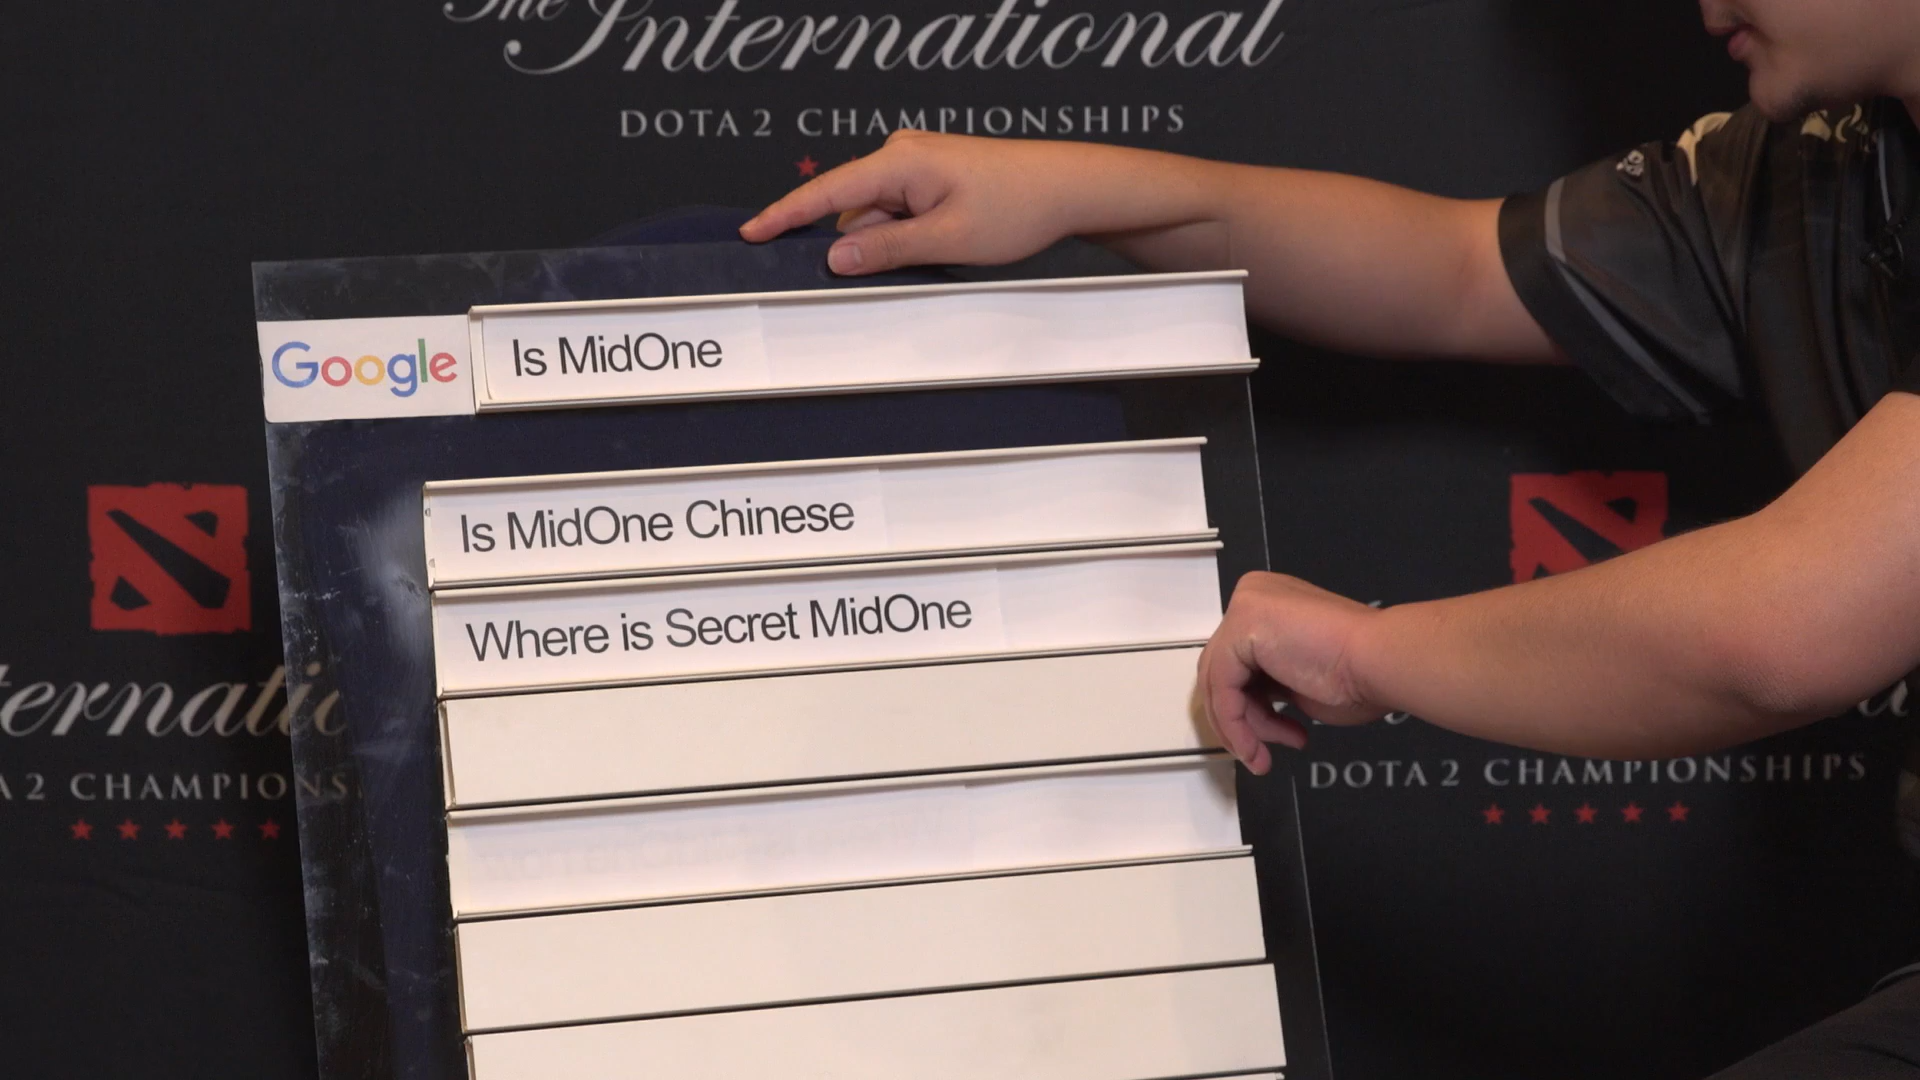 The International
DOTA 2 CHAMPIONSHIPS
Google
Is MidOne
Is MidOne Chinese
Where is Secret MidOne
ernatic
A 2 CHAMPIONS
DOTA 2 CHAMPIONSHIPS